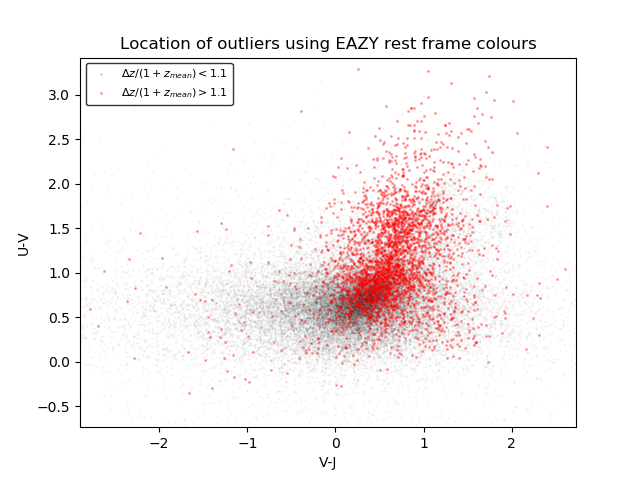 Location of outliers using EAZY rest frame colours
Δz/(1 + z_mean) < 1.1
Δz/(1 + z_mean) > 1.1
3.0
2.5
2.0
1.5
1.0
0.5
0.0
−0.5
U-V
−2
−1
0
1
2
V-J